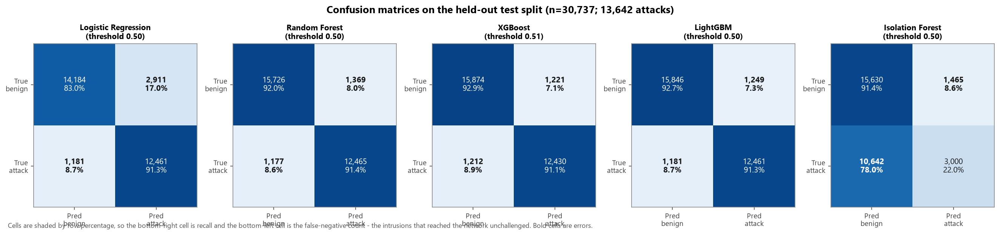 Confusion matrices on the held-out test split (n=30,737; 13,642 attacks)
Logistic Regression
(threshold 0.50)
True
benign
14,184
83.0%
2,911
17.0%
True
attack
1,181
8.7%
12,461
91.3%
Pred
benign
Pred
attack
Random Forest
(threshold 0.50)
True
benign
15,726
92.0%
1,369
8.0%
True
attack
1,177
8.6%
12,465
91.4%
Pred
benign
Pred
attack
XGBoost
(threshold 0.51)
True
benign
15,874
92.9%
1,221
7.1%
True
attack
1,212
8.9%
12,430
91.1%
Pred
benign
Pred
attack
LightGBM
(threshold 0.50)
True
benign
15,846
92.7%
1,249
7.3%
True
attack
1,181
8.7%
12,461
91.3%
Pred
benign
Pred
attack
Isolation Forest
(threshold 0.50)
True
benign
15,630
91.4%
1,465
8.6%
True
attack
10,642
78.0%
3,000
22.0%
Pred
benign
Pred
attack
Cells are shaded by row percentage, so the bottom-right cell is recall and the bottom-left cell is the false-negative count - the intrusions that reached the network unchallenged. Bold cells are errors.